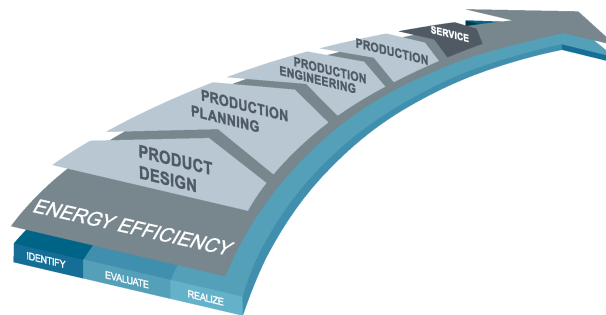 SERVICE
PRODUCTION
PRODUCTION
ENGINEERING
PRODUCTION
PLANNING
PRODUCT
DESIGN
ENERGY EFFICIENCY
IDENTIFY
EVALUATE
REALIZE